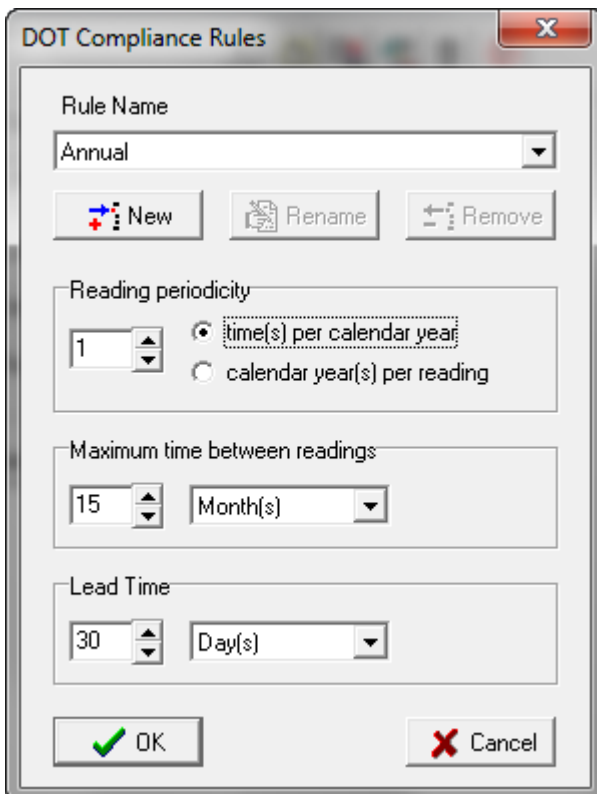 DOT Compliance Rules
Rule Name
Annual
New Rename Remove
Reading periodicity
1
time(s) per calendar year
calendar year(s) per reading
Maximum time between readings
15 Month(s)
Lead Time
30 Day(s)
OK Cancel